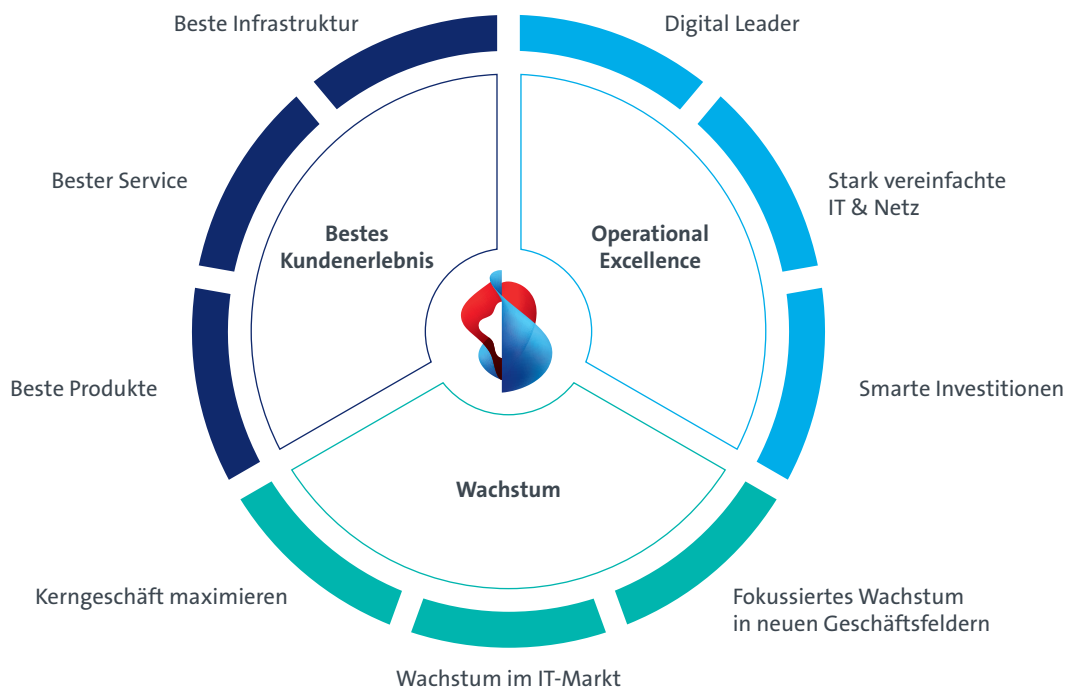 Beste Infrastruktur
Digital Leader
Bester Service
Stark vereinfachte
IT & Netz
Bestes
Kundenerlebnis
Operational
Excellence
Beste Produkte
Smarte Investitionen
Wachstum
Kerngeschäft maximieren
Fokussiertes Wachstum
in neuen Geschäftsfeldern
Wachstum im IT-Markt